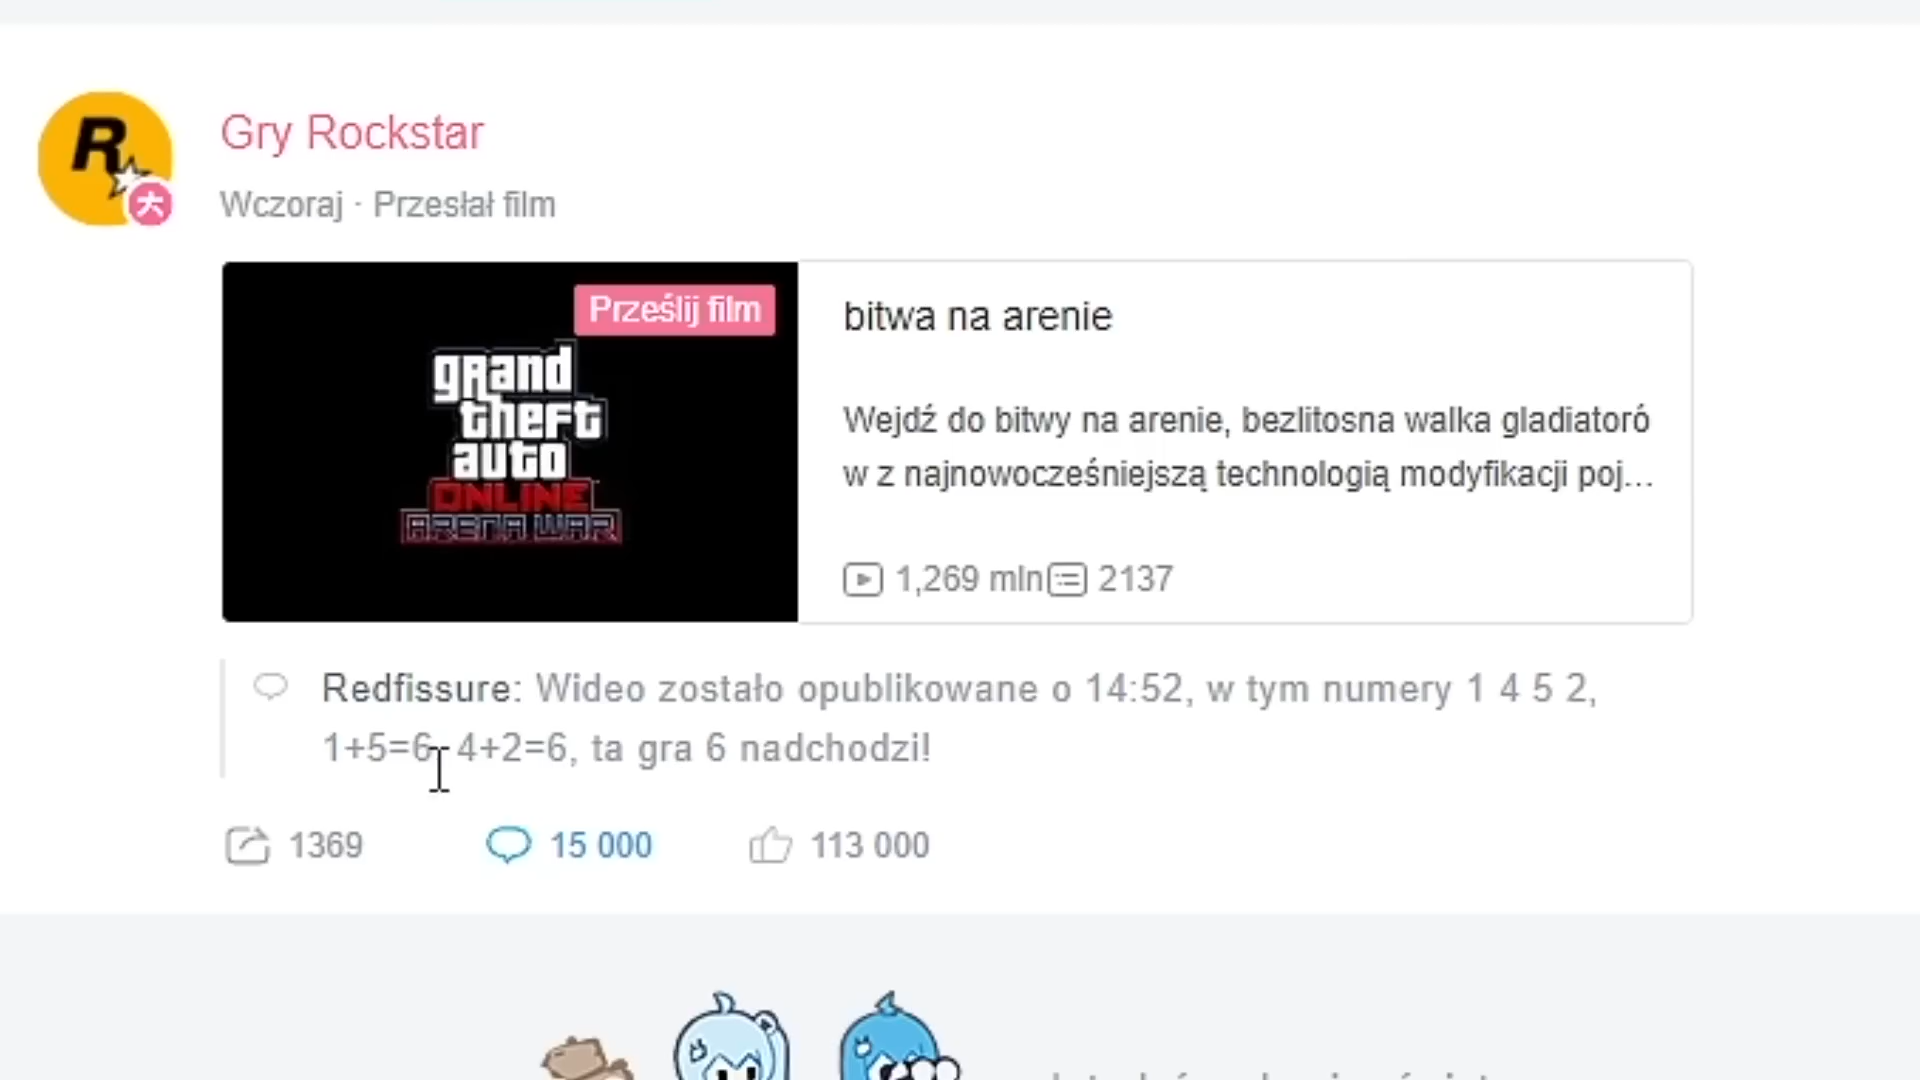 Gry Rockstar
Wczoraj · Przesłał film
Prześlij film
grand
theft
auto
ONLINE
ARENA WAR
bitwa na arenie
Wejdź do bitwy na arenie, bezlitosna walka gladiatoró
w z najnowocześniejszą technologią modyfikacji poj...
1,269 mln 2137
Redfissure: Wideo zostało opublikowane o 14:52, w tym numery 1 4 5 2,
1+5=6, 4+2=6, ta gra 6 nadchodzi!
1369 15 000 113 000
R
大